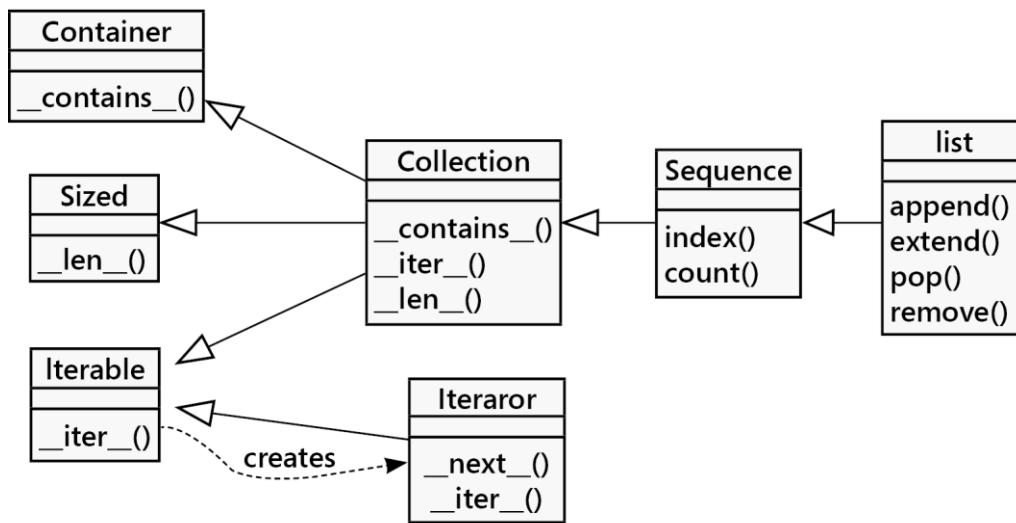 Container
__contains__()
Sized
__len__()
Iterable
__iter__()
creates
Collection
__contains__()
__iter__()
__len__()
Iteraror
__next__()
__iter__()
Sequence
index()
count()
list
append()
extend()
pop()
remove()